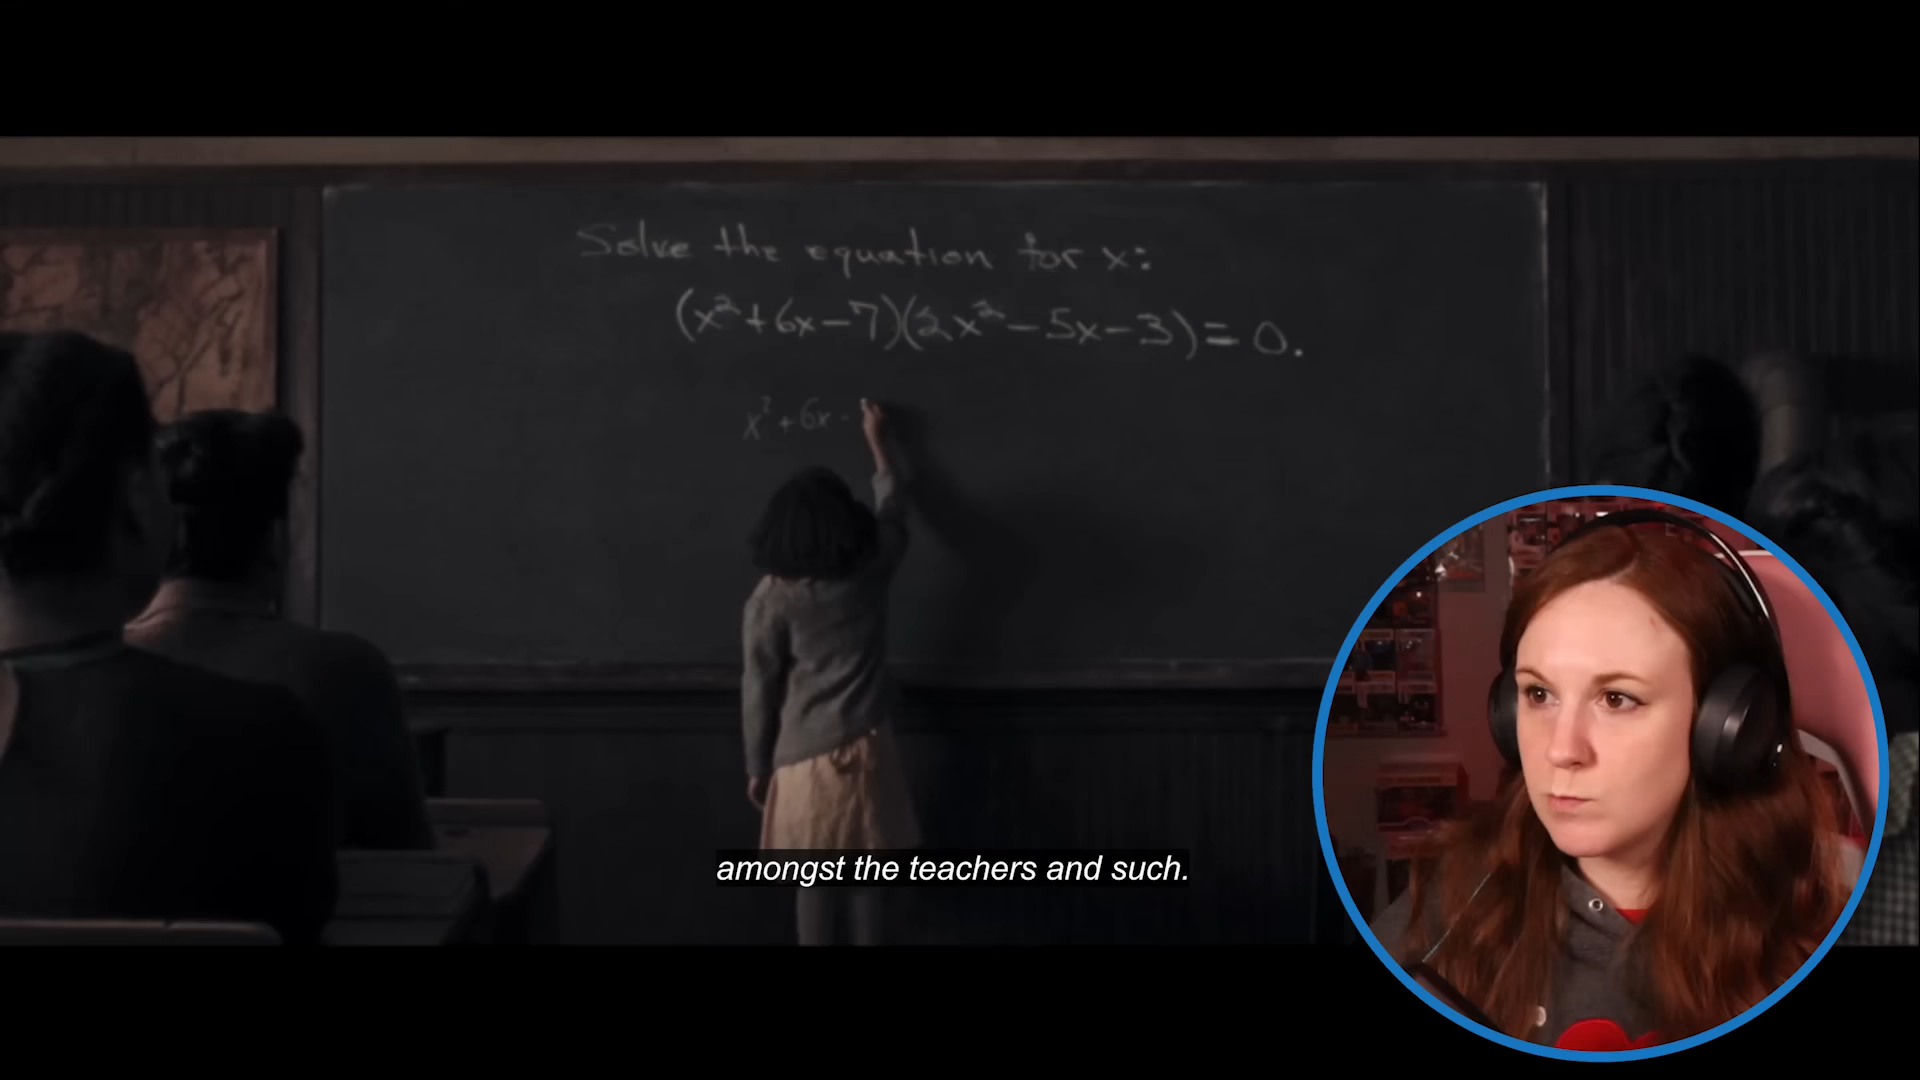 Solve the equation for x:
(x²+6x-7)(2x²-5x-3)=0.
x²+6x-
amongst the teachers and such.